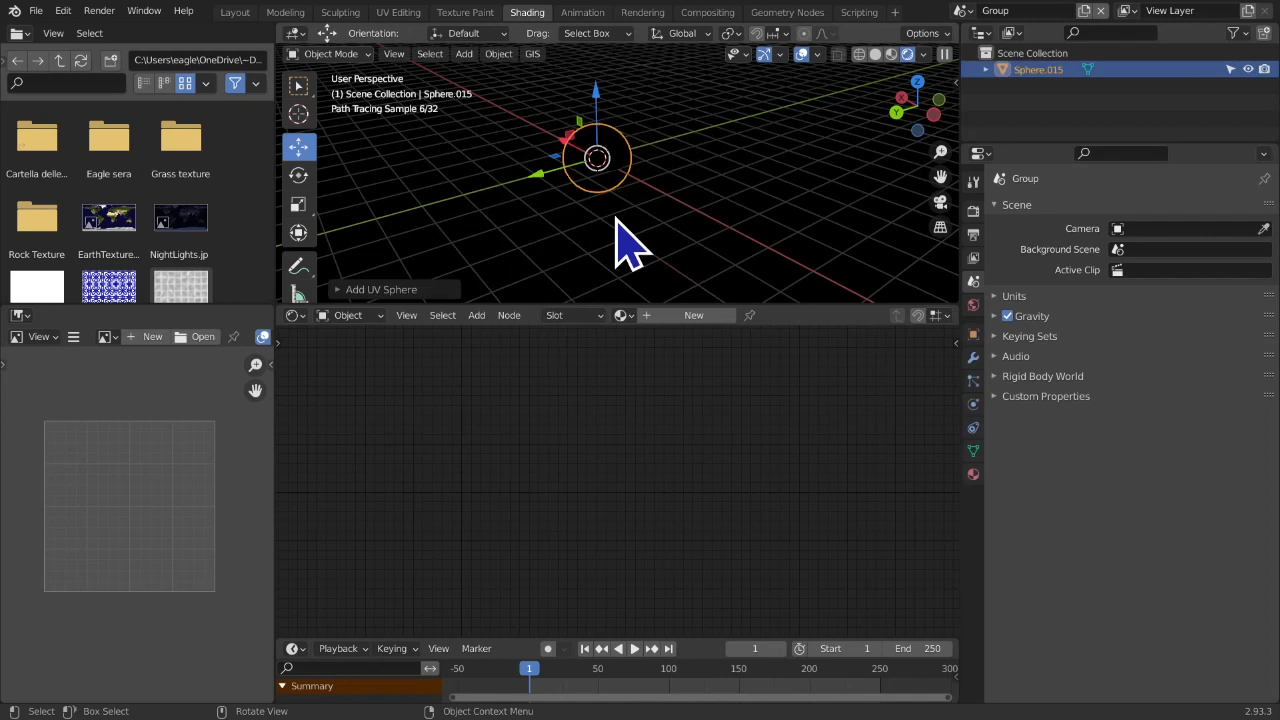 File Edit Render Window Help Layout Modeling Sculpting UV Editing Texture Paint Shading Animation Rendering Compositing Geometry Nodes Scripting + Group View Layer
View Select
Orientation: Default Drag: Select Box Global Options
Object Mode View Select Add Object GIS
C:\Users\eagle\OneDrive\~D...
Cartella delle... Eagle sera Grass texture
Rock Texture EarthTexture... NightLights.jp
User Perspective
(1) Scene Collection | Sphere.015
Path Tracing Sample 6/32
Z
X
Y
Add UV Sphere
Scene Collection
Sphere.015
Group
Scene
Camera
Background Scene
Active Clip
Units
Gravity
Keying Sets
Audio
Rigid Body World
Custom Properties
View New Open
Object View Select Add Node Slot New
Playback Keying View Marker 1 Start 1 End 250
-50 1 50 100 150 200 250 300
Summary
Select Box Select Rotate View Object Context Menu 2.93.3